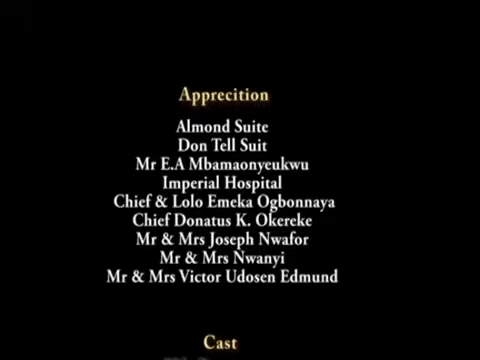 Apprecition
Almond Suite
Don Tell Suit
Mr E.A Mbamaonyeukwu
Imperial Hospital
Chief & Lolo Emeka Ogbonnaya
Chief Donatus K. Okereke
Mr & Mrs Joseph Nwafor
Mr & Mrs Nwanyi
Mr & Mrs Victor Udosen Edmund
Cast